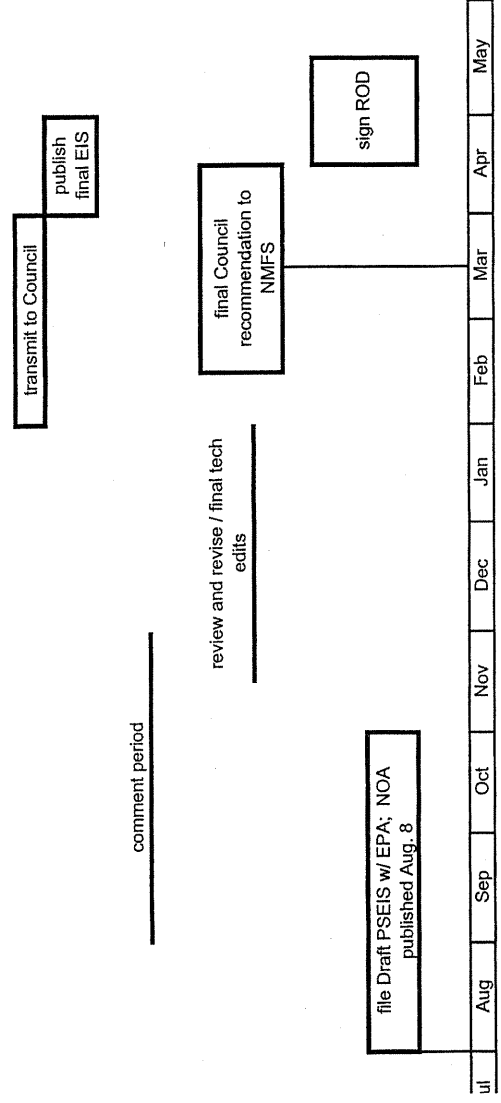 transmit to Council
publish
final EIS
comment period
review and revise / final tech
edits
final Council
recommendation to
NMFS
sign ROD
file Draft PSEIS w/ EPA; NOA
published Aug. 8
ul Aug Sep Oct Nov Dec Jan Feb Mar Apr May